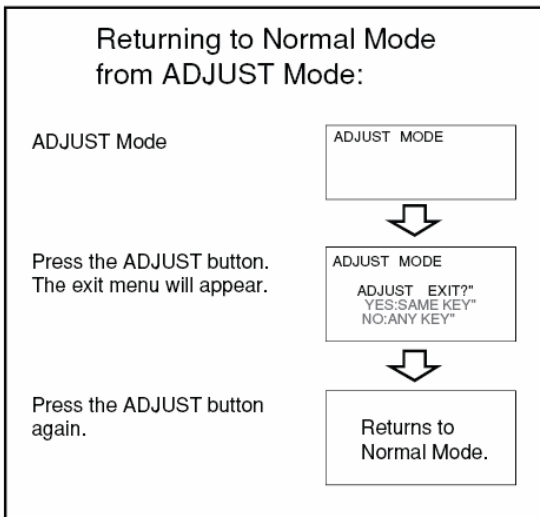 Returning to Normal Mode
from ADJUST Mode:
ADJUST Mode
ADJUST MODE
Press the ADJUST button.
The exit menu will appear.
ADJUST MODE
ADJUST EXIT?"
YES:SAME KEY"
NO:ANY KEY"
Press the ADJUST button
again.
Returns to
Normal Mode.